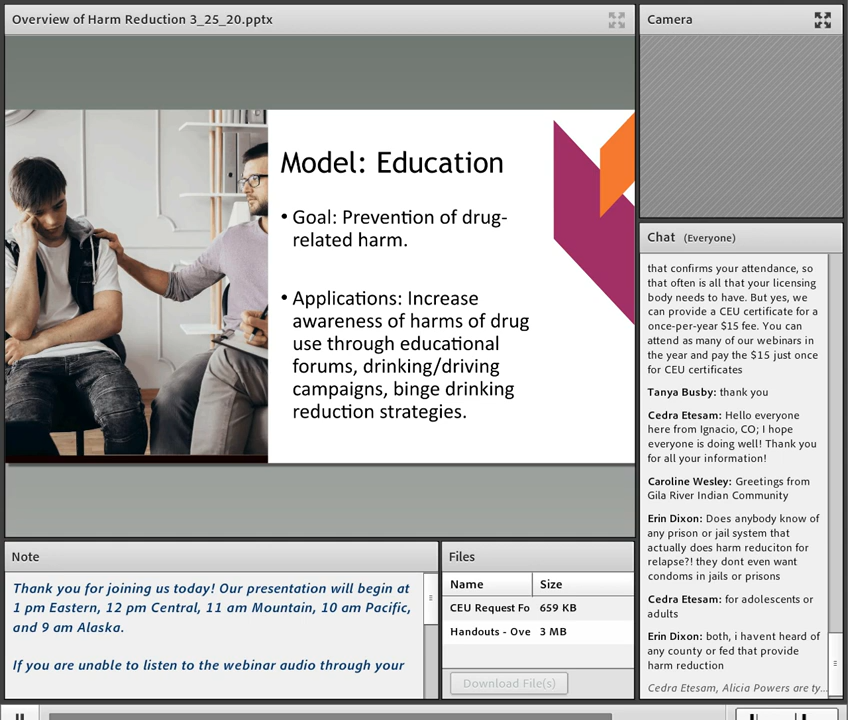 Overview of Harm Reduction 3_25_20.pptx
Model: Education
• Goal: Prevention of drug-
related harm.
• Applications: Increase
awareness of harms of drug
use through educational
forums, drinking/driving
campaigns, binge drinking
reduction strategies.
Camera
Chat (Everyone)
that confirms your attendance, so
that often is all that your licensing
body needs to have. But yes, we
can provide a CEU certificate for a
once-per-year $15 fee. You can
attend as many of our webinars in
the year and pay the $15 just once
for CEU certificates
Tanya Busby: thank you
Cedra Etesam: Hello everyone
here from Ignacio, CO; I hope
everyone is doing well! Thank you
for all your information!
Caroline Wesley: Greetings from
Gila River Indian Community
Erin Dixon: Does anybody know of
any prison or jail system that
actually does harm reduciton for
relapse?! they dont even want
condoms in jails or prisons
Cedra Etesam: for adolescents or
adults
Erin Dixon: both, i havent heard of
any county or fed that provide
harm reduction
Cedra Etesam, Alicia Powers are ty...
Note
Thank you for joining us today! Our presentation will begin at
1 pm Eastern, 12 pm Central, 11 am Mountain, 10 am Pacific,
and 9 am Alaska.
If you are unable to listen to the webinar audio through your
Files
Name Size
CEU Request Fo 659 KB
Handouts - Ove 3 MB
Download File(s)